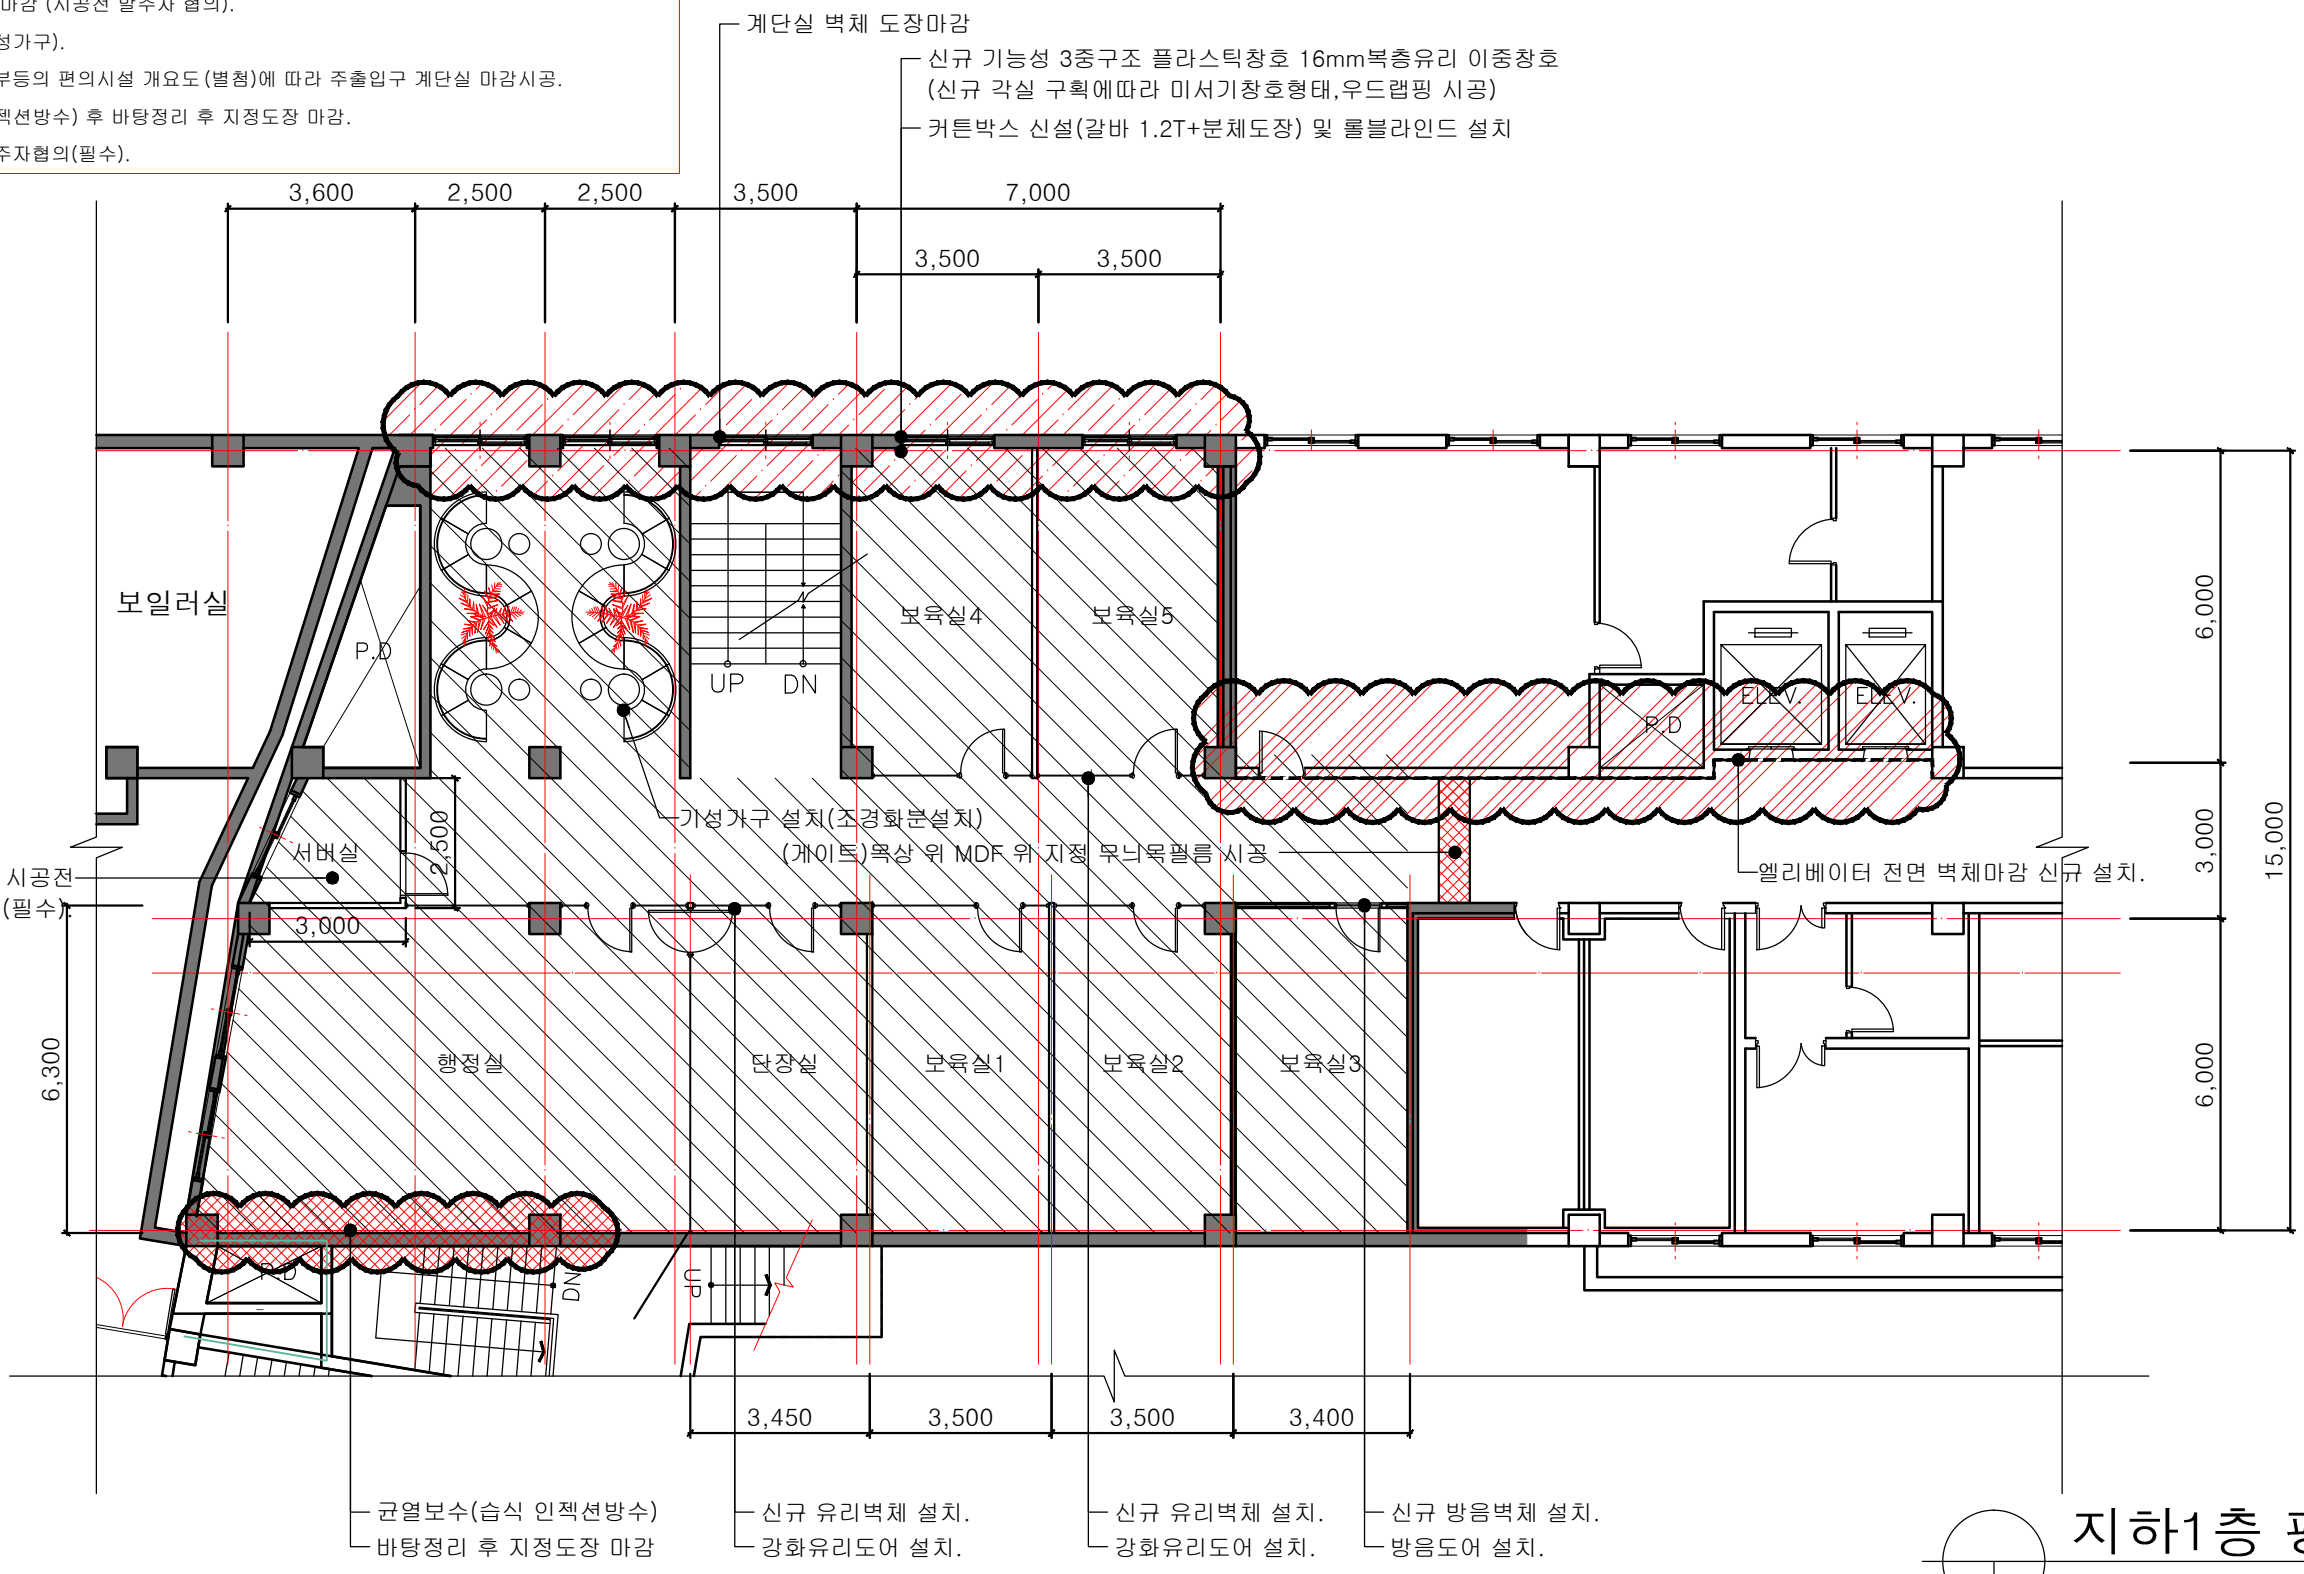 마감 (시공전 발주자 협의).
성가구).
부등의 편의시설 개요도(별첨)에 따라 주출입구 계단실 마감시공.
젝션방수) 후 바탕정리 후 지정도장 마감.
주자협의(필수).
계단실 벽체 도장마감
신규 기능성 3중구조 플라스틱창호 16mm복층유리 이중창호
(신규 각실 구획에따라 미서기창호형태,우드랩핑 시공)
커튼박스 신설(갈바 1.2T+분체도장) 및 롤블라인드 설치
3,600
2,500
2,500
3,500
7,000
3,500
3,500
보일러실
P.D
UP
DN
보육실4
보육실5
P.D
ELEV.
ELEV.
6,000
3,000
15,000
6,000
기성가구 설치(조경화분설치)
(게이트)목상 위 MDF 위 지정 무늬목필름 시공
엘리베이터 전면 벽체마감 신규 설치.
서버실
2,500
시공전
(필수).
3,000
6,300
행정실
단장실
보육실1
보육실2
보육실3
P.D
DN
UP
3,450
3,500
3,500
3,400
균열보수(습식 인젝션방수)
바탕정리 후 지정도장 마감
신규 유리벽체 설치.
강화유리도어 설치.
신규 유리벽체 설치.
강화유리도어 설치.
신규 방음벽체 설치.
방음도어 설치.
지하1층